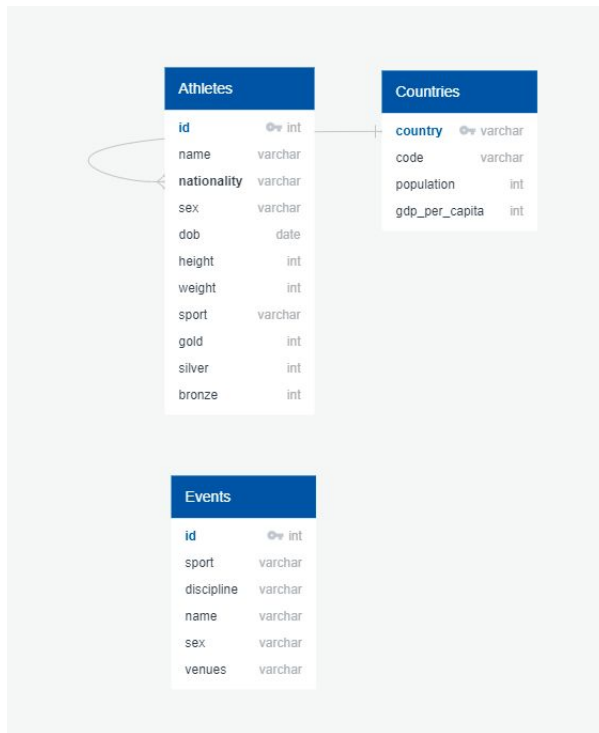 Athletes
id int
name varchar
nationality varchar
sex varchar
dob date
height int
weight int
sport varchar
gold int
silver int
bronze int
Countries
country varchar
code varchar
population int
gdp_per_capita int
Events
id int
sport varchar
discipline varchar
name varchar
sex varchar
venues varchar